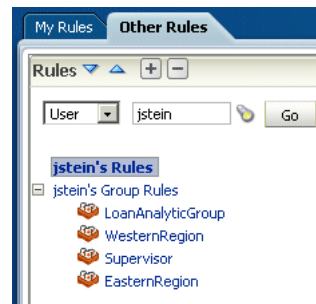 My Rules Other Rules
Rules
User jstein Go
jstein's Rules
jstein's Group Rules
LoanAnalyticGroup
WesternRegion
Supervisor
EasternRegion